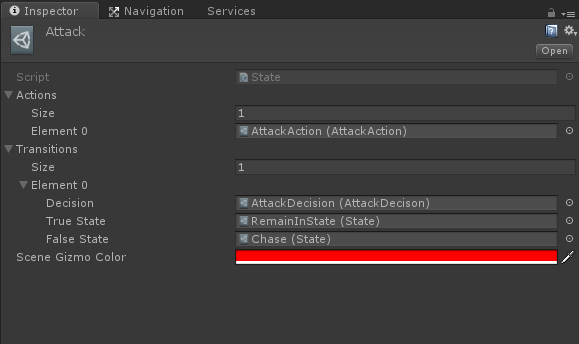 Inspector Navigation Services
Attack
Open
Script State
Actions
Size 1
Element 0 AttackAction (AttackAction)
Transitions
Size 1
Element 0
Decision AttackDecision (AttackDecison)
True State RemainInState (State)
False State Chase (State)
Scene Gizmo Color